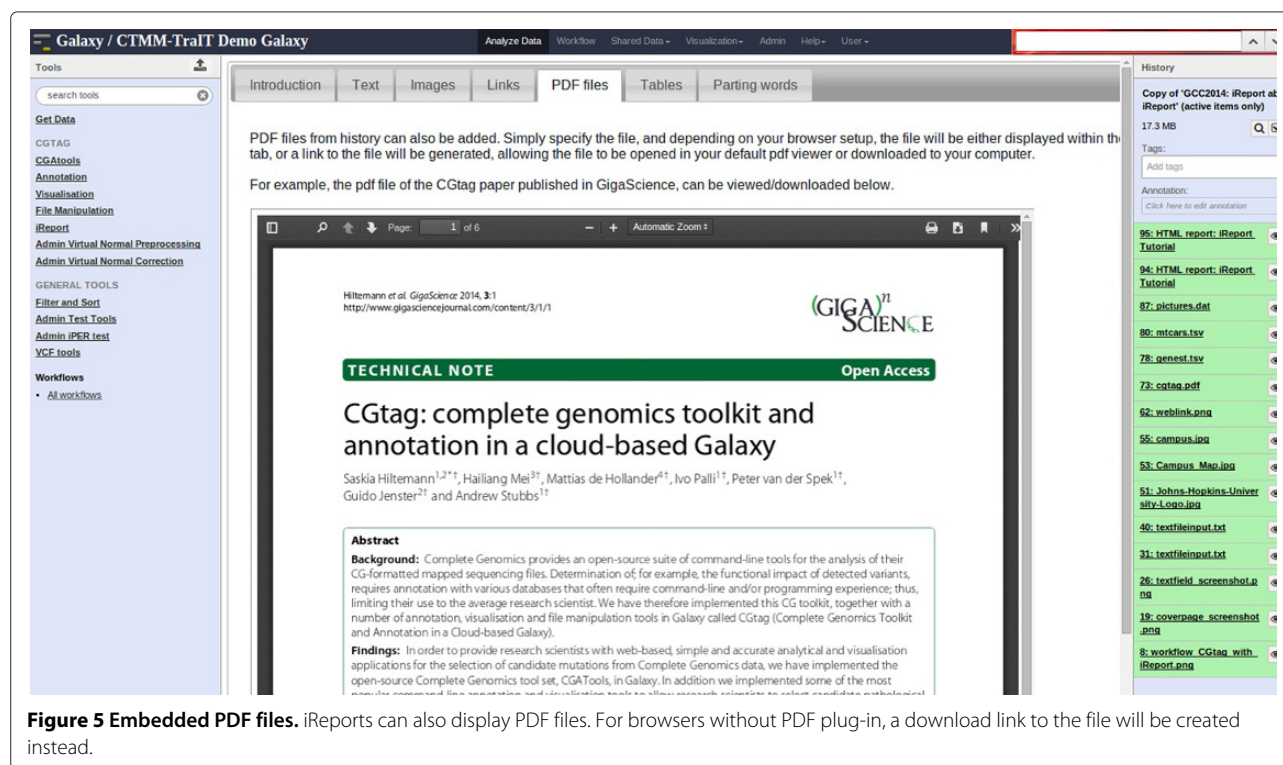 Galaxy / CTMM-TraIT Demo Galaxy
Analyze Data Workflow Shared Data Visualization Admin Help User
Tools
search tools
Get Data
CGTAG
CGAtools
Annotation
Visualisation
File Manipulation
iReport
Admin Virtual Normal Preprocessing
Admin Virtual Normal Correction
GENERAL TOOLS
Filter and Sort
Admin Test Tools
Admin iPER test
VCF tools
Workflows
• All workflows
Introduction Text Images Links PDF files Tables Parting words
PDF files from history can also be added. Simply specify the file, and depending on your browser setup, the file will be either displayed within the
tab, or a link to the file will be generated, allowing the file to be opened in your default pdf viewer or downloaded to your computer.
For example, the pdf file of the CGtag paper published in GigaScience, can be viewed/downloaded below.
Page: 1 of 6 Automatic Zoom
Hiltemann et al. GigaScience 2014, 3:1
http://www.gigasciencejournal.com/content/3/1/1
(GIGA)n
SCIENCE
TECHNICAL NOTE Open Access
CGtag: complete genomics toolkit and
annotation in a cloud-based Galaxy
Saskia Hiltemann1,2*†, Hailiang Mei3†, Mattias de Hollander4†, Ivo Palli1†, Peter van der Spek1†,
Guido Jenster2† and Andrew Stubbs1†
Abstract
Background: Complete Genomics provides an open-source suite of command-line tools for the analysis of their
CG-formatted mapped sequencing files. Determination of; for example, the functional impact of detected variants,
requires annotation with various databases that often require command-line and/or programming experience; thus,
limiting their use to the average research scientist. We have therefore implemented this CG toolkit, together with a
number of annotation, visualisation and file manipulation tools in Galaxy called CGtag (Complete Genomics Toolkit
and Annotation in a Cloud-based Galaxy).
Findings: In order to provide research scientists with web-based, simple and accurate analytical and visualisation
applications for the selection of candidate mutations from Complete Genomics data, we have implemented the
open-source Complete Genomics tool set, CGATools, in Galaxy. In addition we implemented some of the most
popular command-line annotation and visualisation tools to allow research scientists to select candidate pathological
History
Copy of 'GCC2014: iReport ab
iReport' (active items only)
17.3 MB
Tags:
Add tags
Annotation:
Click here to edit annotation
95: HTML report: iReport
Tutorial
94: HTML report: iReport
Tutorial
87: pictures.dat
80: mtcars.tsv
78: genest.tsv
73: cgtag.pdf
62: weblink.png
55: campus.jpg
53: Campus_Map.jpg
51: Johns-Hopkins-Univer
sity-Logo.jpg
40: textfileinput.txt
31: textfileinput.txt
26: textfield_screenshot.p
ng
19: coverpage_screenshot
.png
8: workflow_CGtag_with_
iReport.png
Figure 5 Embedded PDF files. iReports can also display PDF files. For browsers without PDF plug-in, a download link to the file will be created
instead.